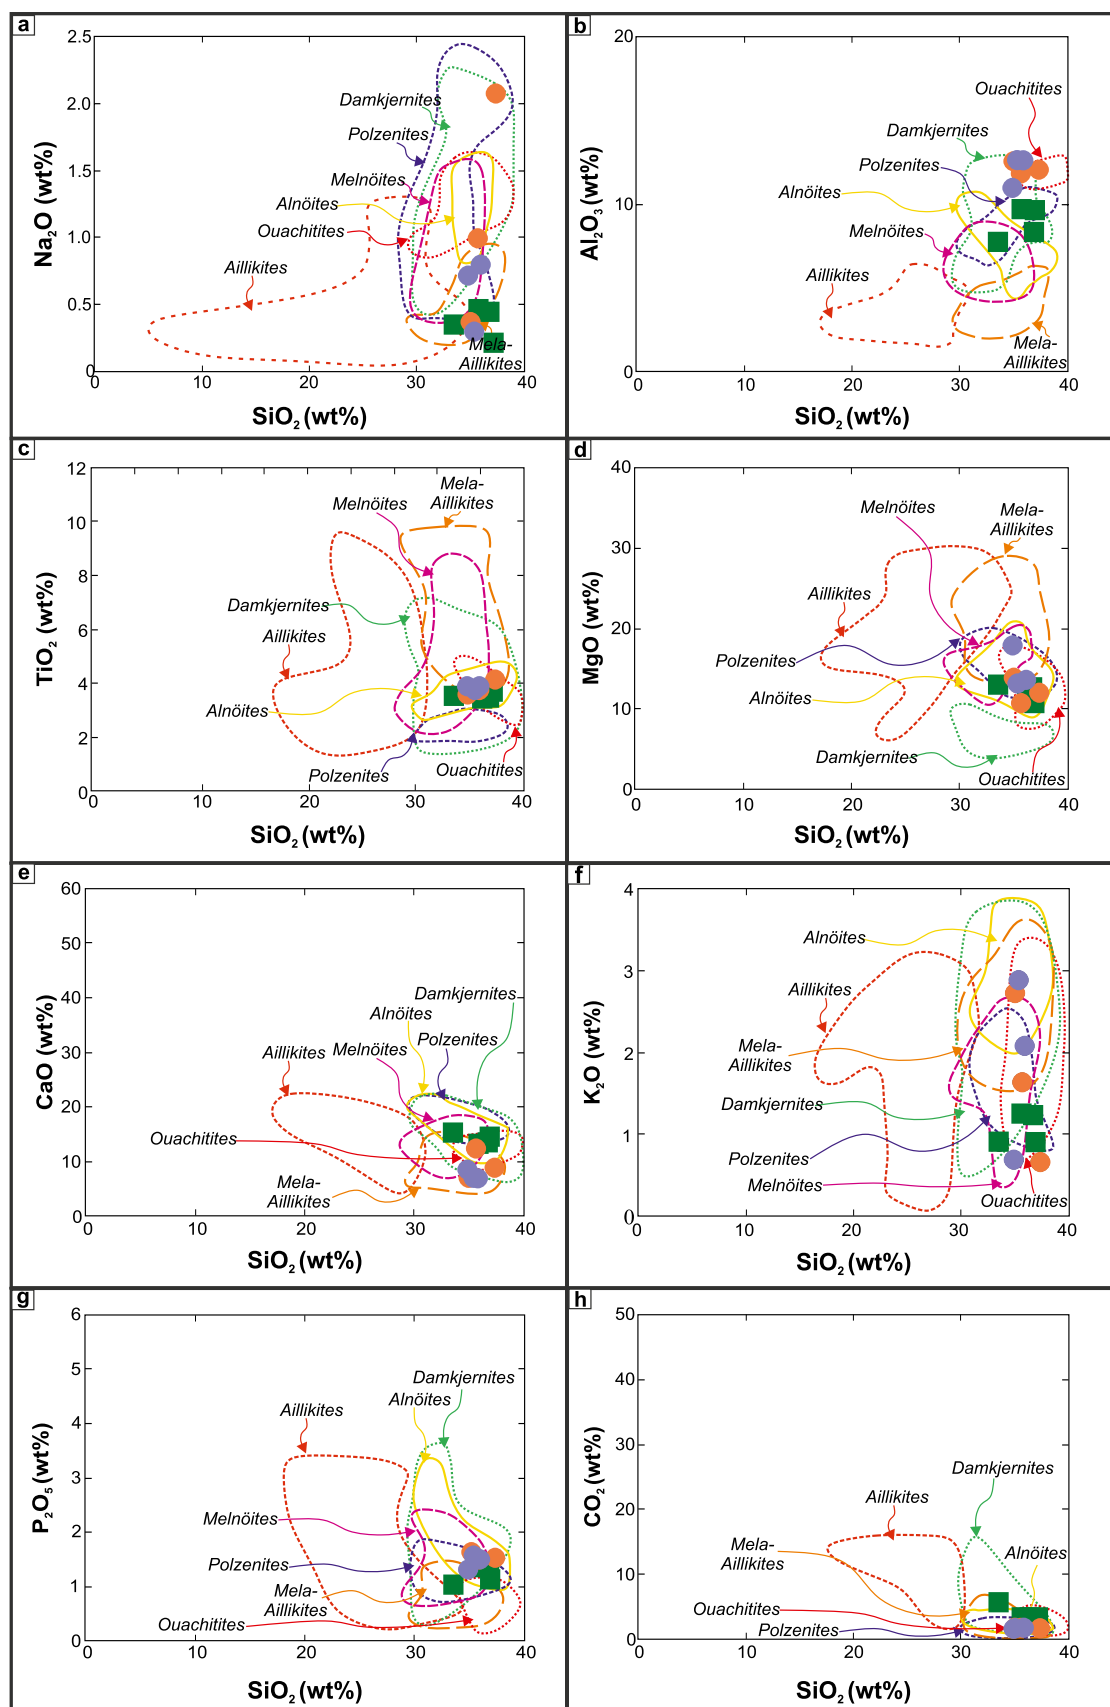 a
Na2O (wt%)
2.5
2.0
1.5
1.0
0.5
0
0
10
20
30
40
SiO2 (wt%)
Damkjernites
Polzenites
Melnöites
Alnöites
Ouachitites
Aillikites
Mela-
Aillikites
b
Al2O3 (wt%)
20
10
0
0
10
20
30
40
SiO2 (wt%)
Ouachitites
Damkjernites
Polzenites
Alnöites
Melnöites
Aillikites
Mela-
Aillikites
c
TiO2 (wt%)
12
10
8
6
4
2
0
0
10
20
30
40
SiO2 (wt%)
Mela-
Aillikites
Melnöites
Damkjernites
Aillikites
Alnöites
Polzenites
Ouachitites
d
MgO (wt%)
40
30
20
10
0
0
10
20
30
40
SiO2 (wt%)
Melnöites
Mela-
Aillikites
Aillikites
Polzenites
Alnöites
Damkjernites
Ouachitites
e
CaO (wt%)
60
50
40
30
20
10
0
0
10
20
30
40
SiO2 (wt%)
Damkjernites
Alnöites
Polzenites
Melnöites
Aillikites
Ouachitites
Mela-
Aillikites
f
K2O (wt%)
4
3
2
1
0
0
10
20
30
40
SiO2 (wt%)
Alnöites
Aillikites
Mela-
Aillikites
Damkjernites
Polzenites
Melnöites
Ouachitites
g
P2O5 (wt%)
6
5
4
3
2
1
0
0
10
20
30
40
SiO2 (wt%)
Damkjernites
Alnöites
Aillikites
Melnöites
Polzenites
Mela-
Aillikites
Ouachitites
h
CO2 (wt%)
50
40
30
20
10
0
0
10
20
30
40
SiO2 (wt%)
Damkjernites
Aillikites
Mela-
Aillikites
Alnöites
Ouachitites
Polzenites